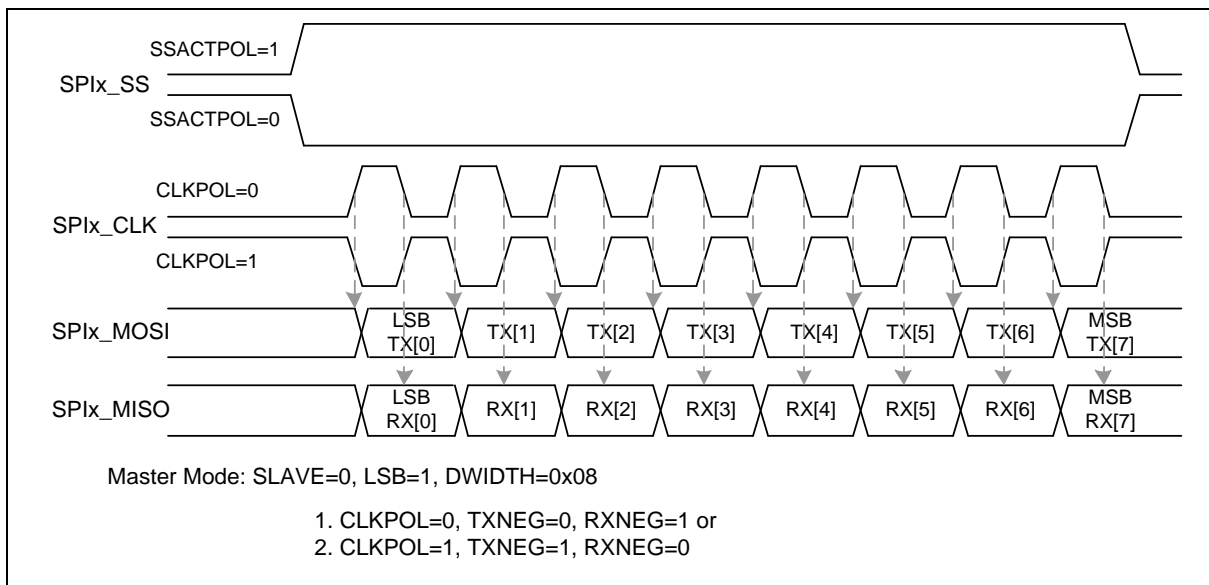 SSACTPOL=1
SPIx_SS
SSACTPOL=0
CLKPOL=0
SPIx_CLK
CLKPOL=1
SPIx_MOSI
LSB
TX[0]
TX[1]
TX[2]
TX[3]
TX[4]
TX[5]
TX[6]
MSB
TX[7]
SPIx_MISO
LSB
RX[0]
RX[1]
RX[2]
RX[3]
RX[4]
RX[5]
RX[6]
MSB
RX[7]
Master Mode: SLAVE=0, LSB=1, DWIDTH=0x08
1. CLKPOL=0, TXNEG=0, RXNEG=1 or
2. CLKPOL=1, TXNEG=1, RXNEG=0